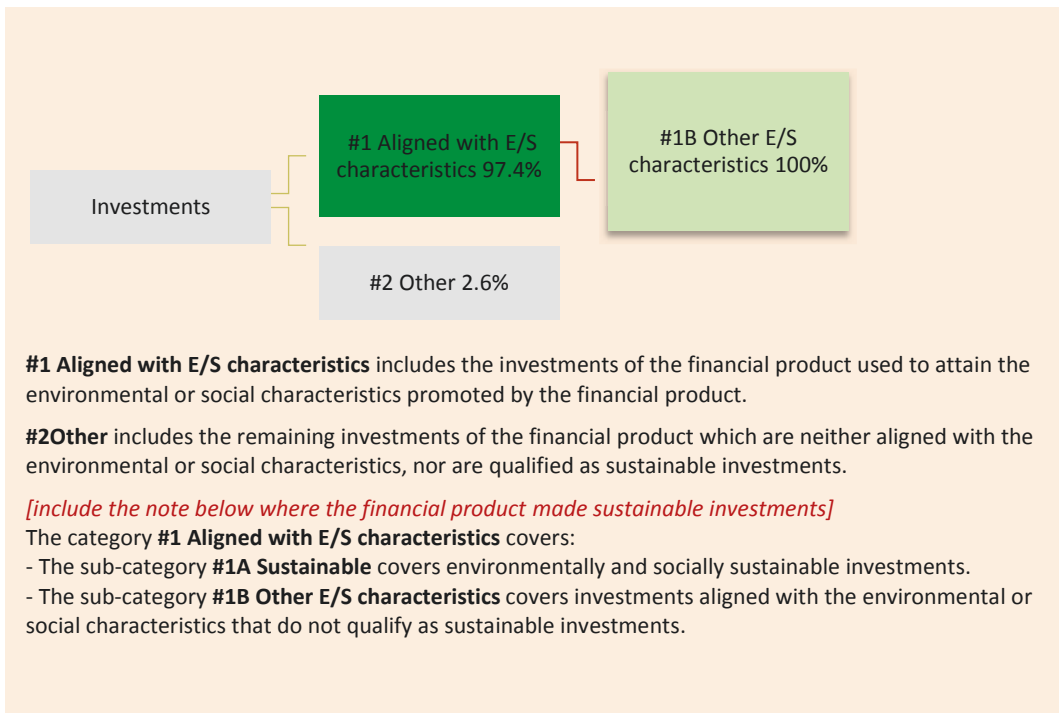 #1 Aligned with E/S
characteristics 97.4%
#1B Other E/S
characteristics 100%
Investments
#2 Other 2.6%
#1 Aligned with E/S characteristics includes the investments of the financial product used to attain the
environmental or social characteristics promoted by the financial product.
#2Other includes the remaining investments of the financial product which are neither aligned with the
environmental or social characteristics, nor are qualified as sustainable investments.
[include the note below where the financial product made sustainable investments]
The category #1 Aligned with E/S characteristics covers:
- The sub-category #1A Sustainable covers environmentally and socially sustainable investments.
- The sub-category #1B Other E/S characteristics covers investments aligned with the environmental or
social characteristics that do not qualify as sustainable investments.